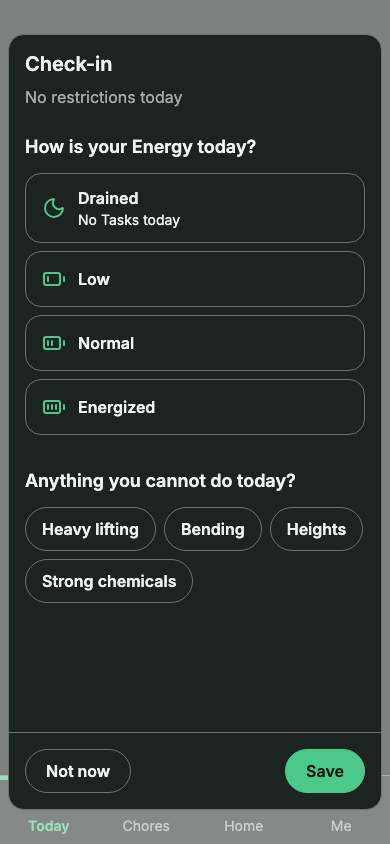 Check-in
No restrictions today
How is your Energy today?
Drained
No Tasks today
Low
Normal
Energized
Anything you cannot do today?
Heavy lifting
Bending
Heights
Strong chemicals
Not now
Save
Today
Chores
Home
Me